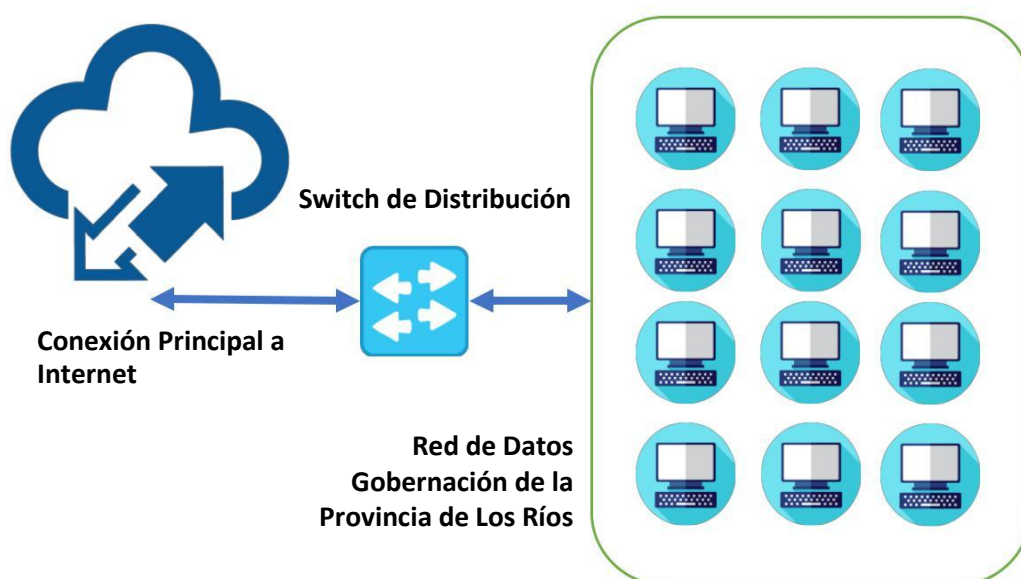 Switch de Distribución
Conexión Principal a
Internet
Red de Datos
Gobernación de la
Provincia de Los Ríos